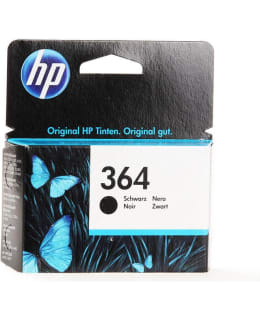 hp
Original HP Tinten. Original gut.
364
Schwarz Nero
Noir Zwart